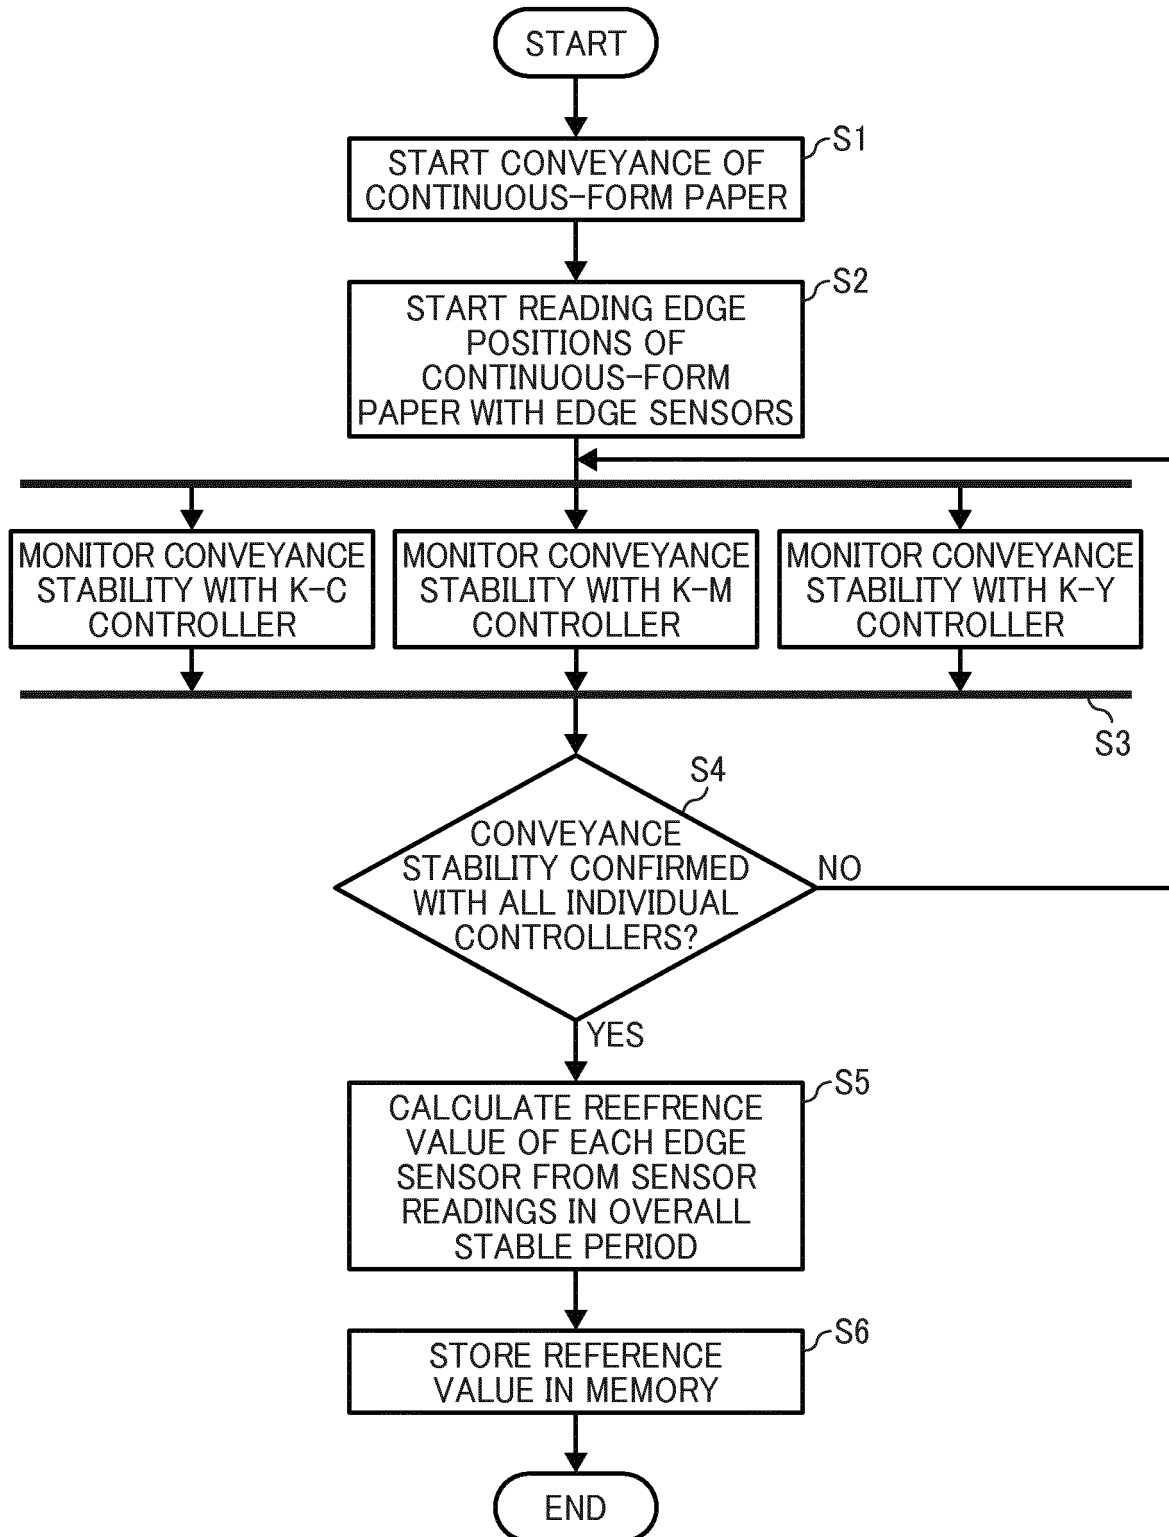 START
S1
START CONVEYANCE OF
CONTINUOUS-FORM PAPER
S2
START READING EDGE
POSITIONS OF
CONTINUOUS-FORM
PAPER WITH EDGE SENSORS
MONITOR CONVEYANCE
STABILITY WITH K-C
CONTROLLER
MONITOR CONVEYANCE
STABILITY WITH K-M
CONTROLLER
MONITOR CONVEYANCE
STABILITY WITH K-Y
CONTROLLER
S3
S4
CONVEYANCE
STABILITY CONFIRMED
WITH ALL INDIVIDUAL
CONTROLLERS?
NO
YES
S5
CALCULATE REEFRENCE
VALUE OF EACH EDGE
SENSOR FROM SENSOR
READINGS IN OVERALL
STABLE PERIOD
S6
STORE REFERENCE
VALUE IN MEMORY
END